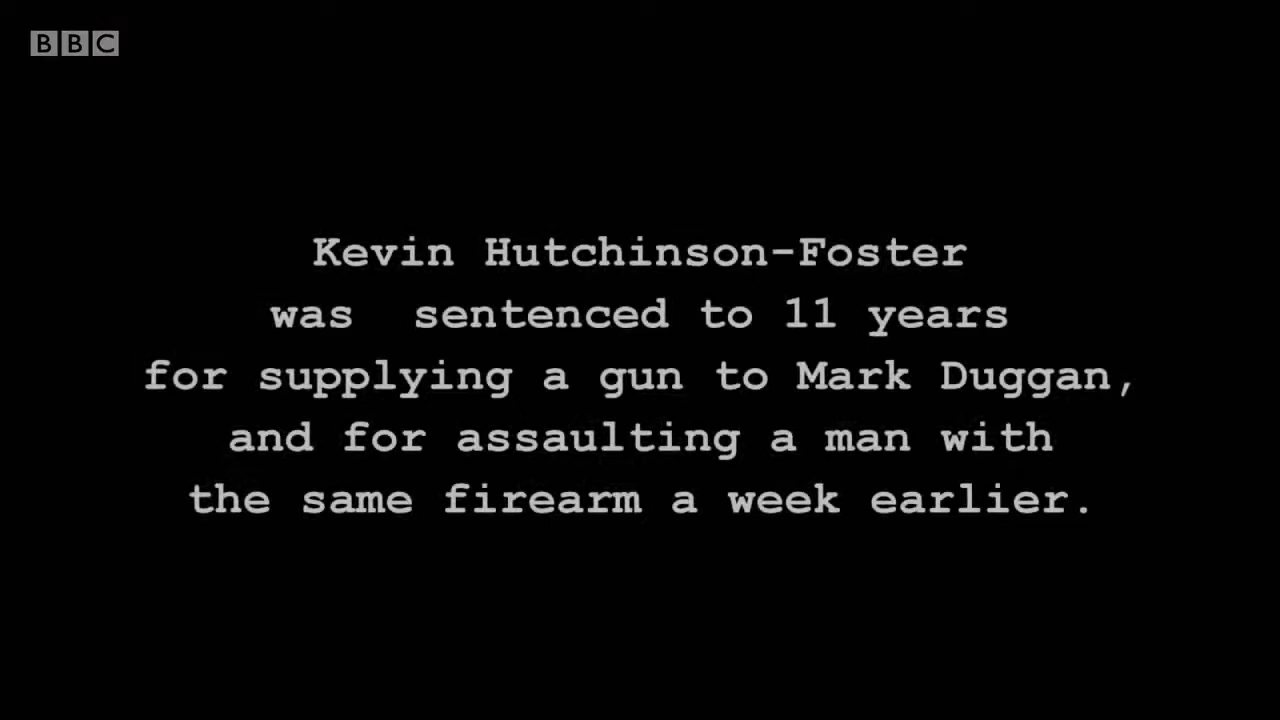 BBC
Kevin Hutchinson-Foster
was  sentenced to 11 years
for supplying a gun to Mark Duggan,
and for assaulting a man with
the same firearm a week earlier.